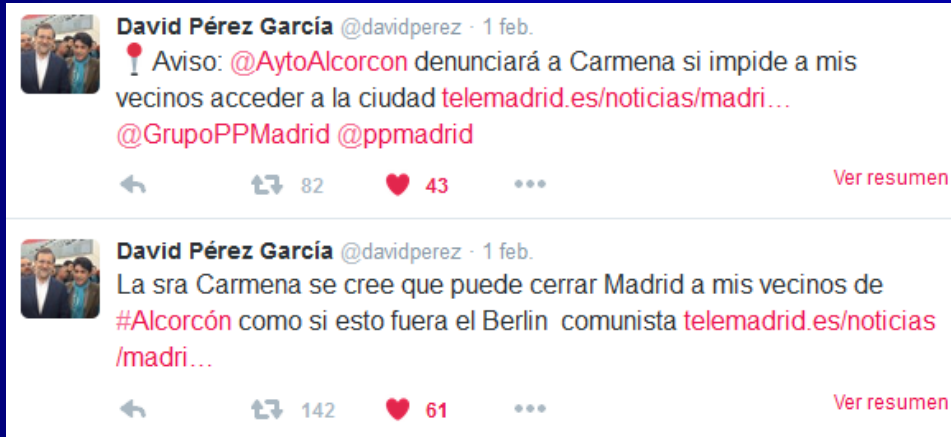 David Pérez García @davidperez · 1 feb.
📍 Aviso: @AytoAlcorcon denunciará a Carmena si impide a mis
vecinos acceder a la ciudad telemadrid.es/noticias/madri…
@GrupoPPMadrid @ppmadrid
82 43 Ver resumen
David Pérez García @davidperez · 1 feb.
La sra Carmena se cree que puede cerrar Madrid a mis vecinos de
#Alcorcón como si esto fuera el Berlin comunista telemadrid.es/noticias
/madri…
142 61 Ver resumen